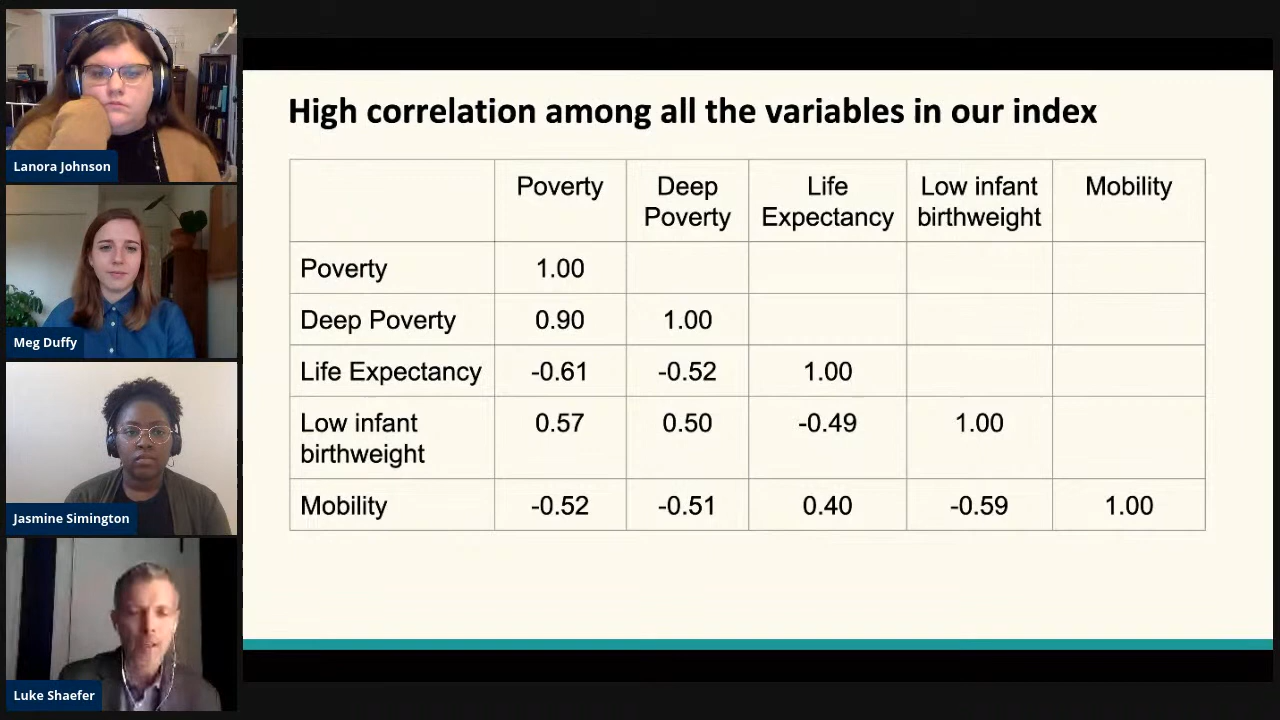 Lanora Johnson
Meg Duffy
Jasmine Simington
Luke Shaefer
High correlation among all the variables in our index
Poverty Deep Poverty Life Expectancy Low infant birthweight Mobility
Poverty 1.00
Deep Poverty 0.90 1.00
Life Expectancy -0.61 -0.52 1.00
Low infant birthweight 0.57 0.50 -0.49 1.00
Mobility -0.52 -0.51 0.40 -0.59 1.00